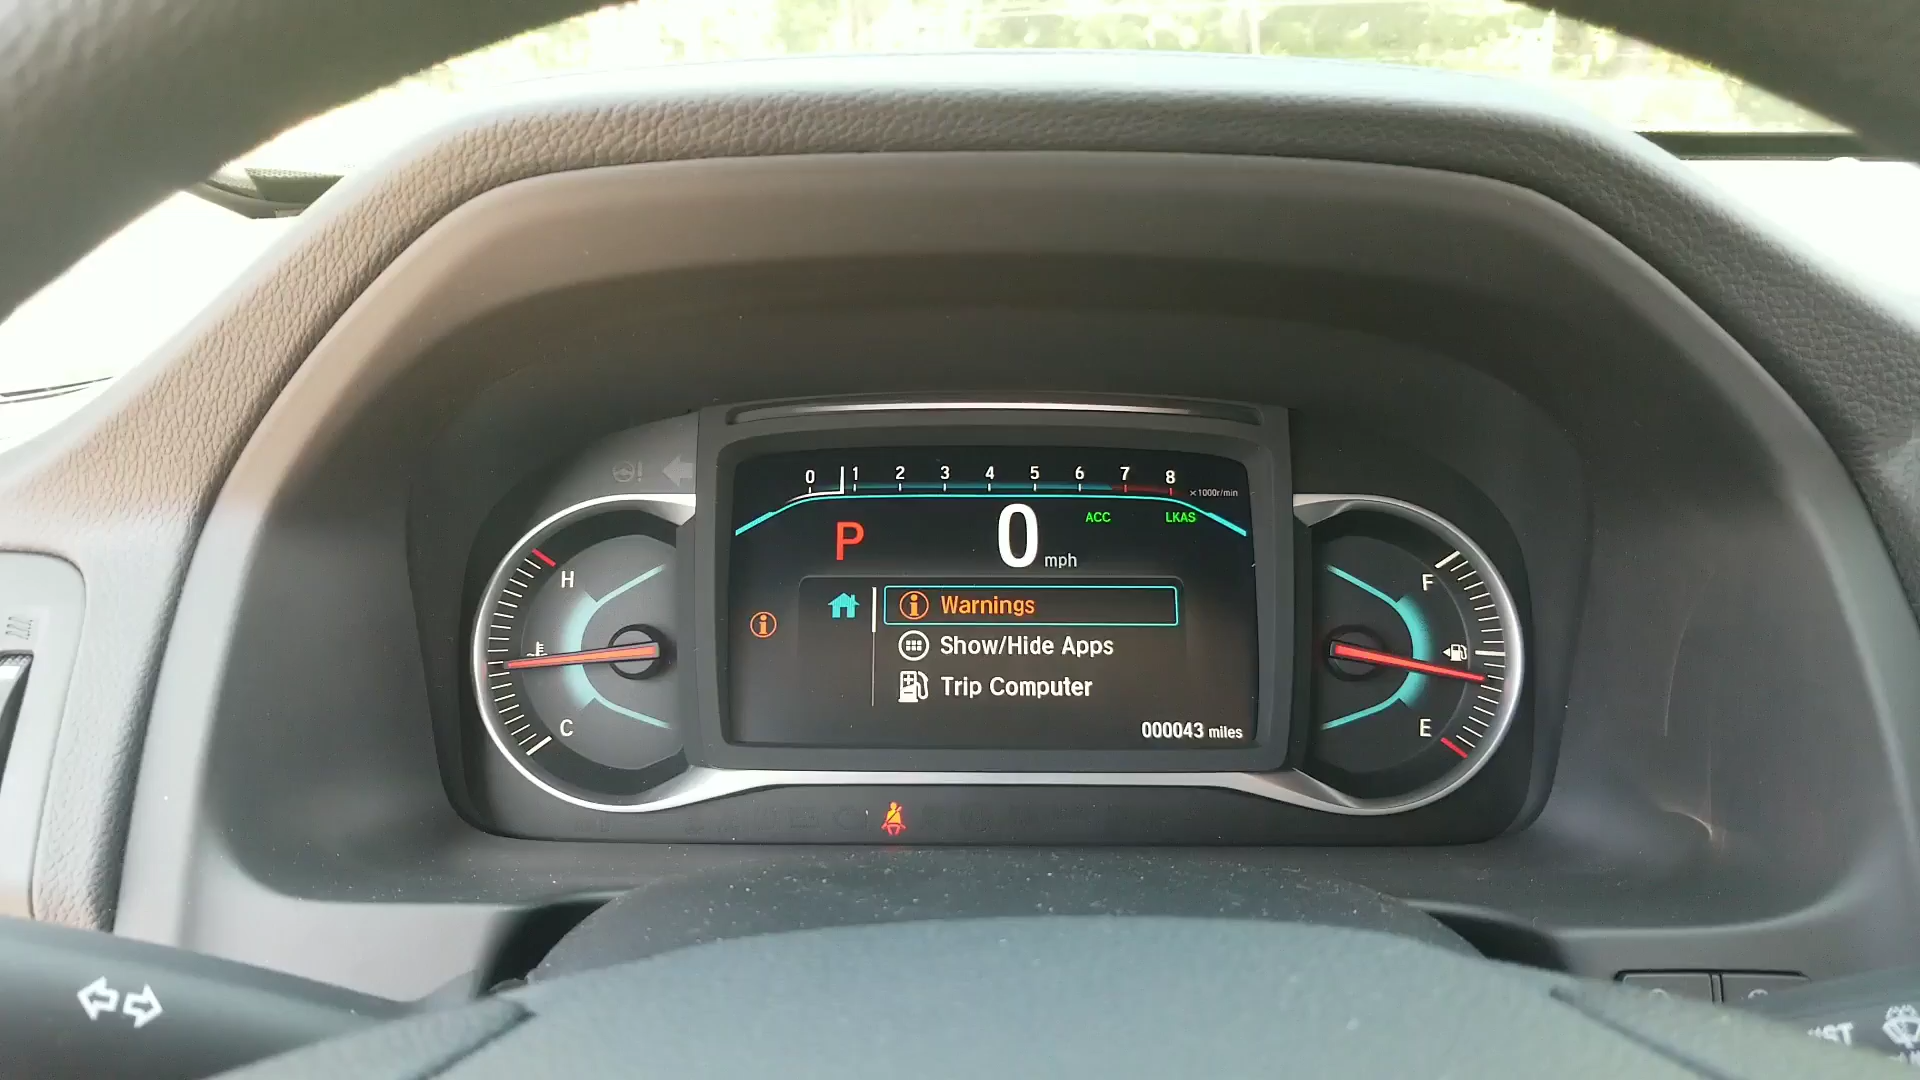 0 1 2 3 4 5 6 7 8
×1000r/min
P 0 mph
ACC LKAS
H
F
Warnings
Show/Hide Apps
Trip Computer
C
E
000043 miles